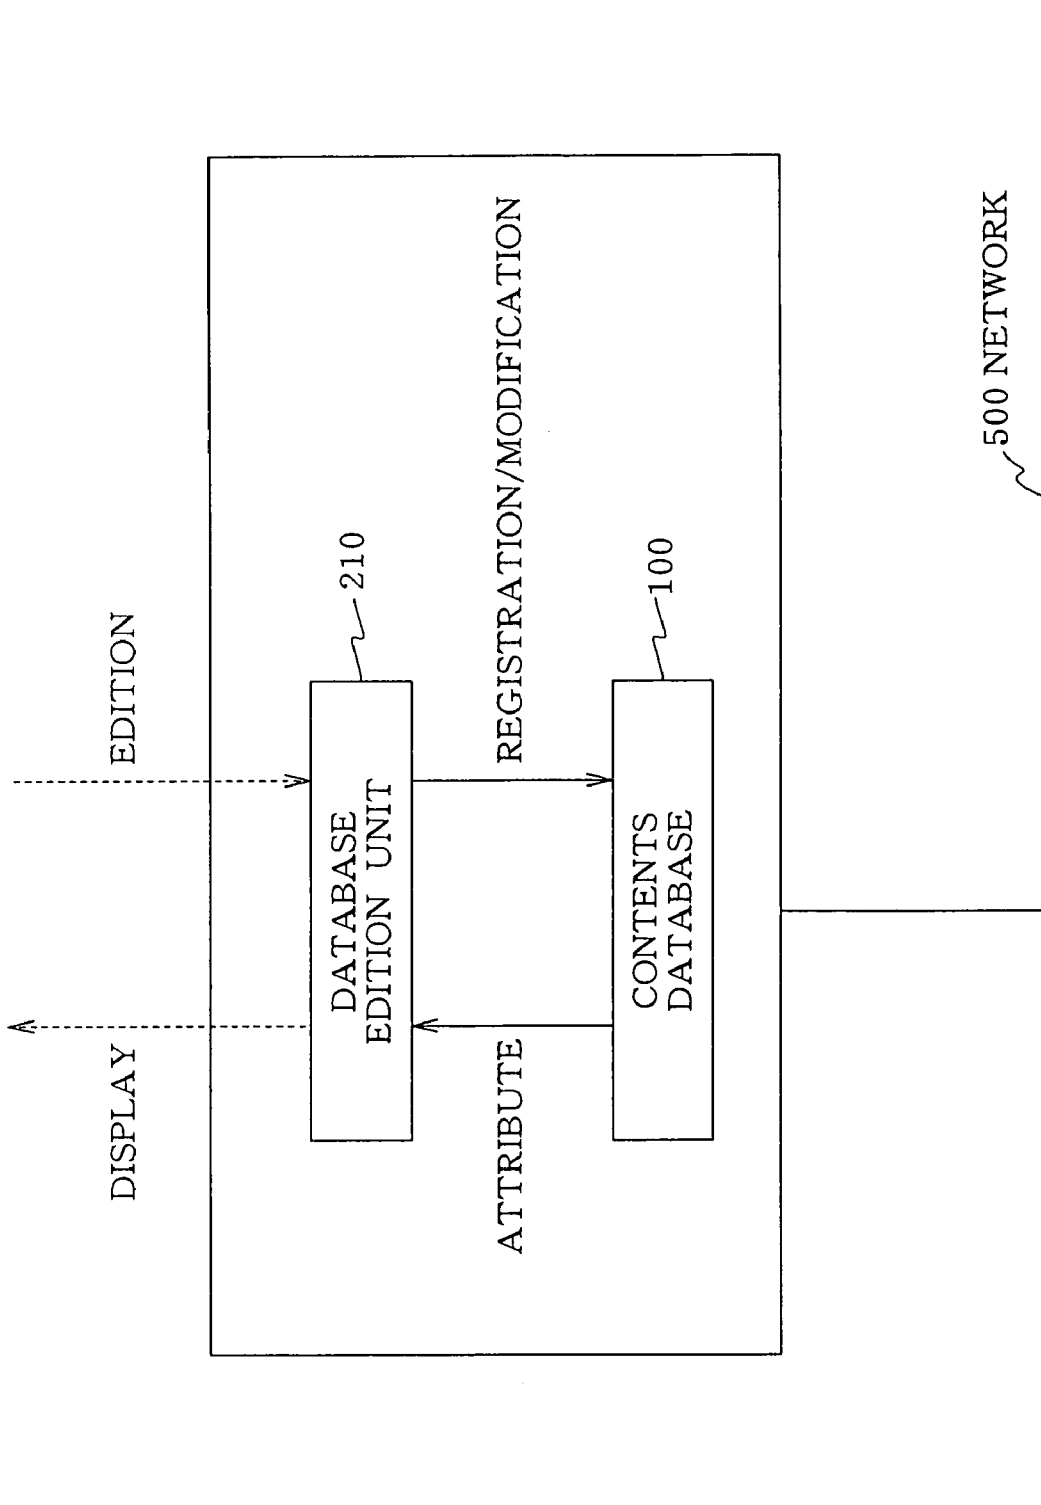 DISPLAY
EDITION
DATABASE
EDITION UNIT
210
ATTRIBUTE
REGISTRATION/MODIFICATION
CONTENTS
DATABASE
100
500 NETWORK